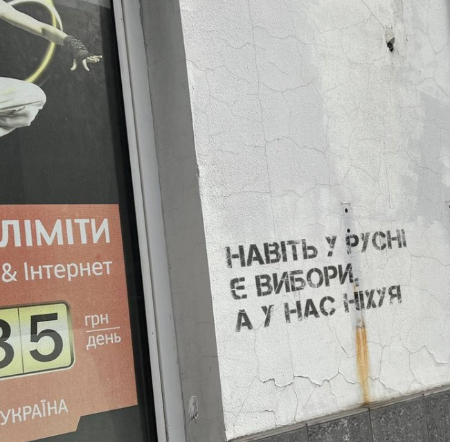 ЛІМІТИ
& Інтернет
35 грн
день
УКРАЇНА
НАВІТЬ У РУСНІ
Є ВИБОРИ,
А У НАС НІХУЯ